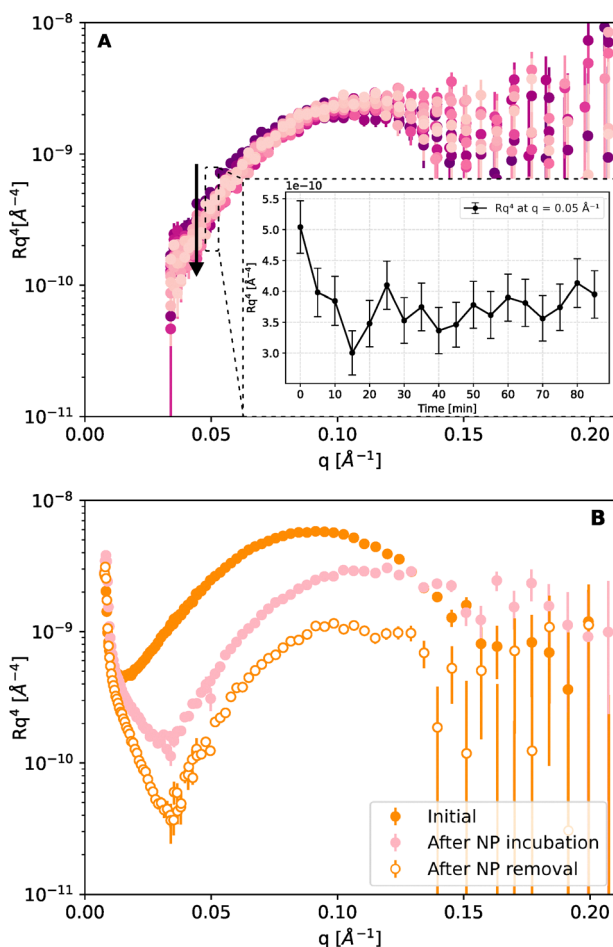 A
10⁻⁸
10⁻⁹
10⁻¹⁰
10⁻¹¹
Rq⁴[Å⁻⁴]
1e−10
Rq⁴ at q = 0.05 Å⁻¹
5.0
4.5
4.0
3.5
3.0
Rq⁴ [Å⁻⁴]
0 10 20 30 40 50 60 70 80
Time [min]
0.00 0.05 0.10 0.15 0.20
q [Å⁻¹]
B
10⁻⁸
10⁻⁹
10⁻¹⁰
10⁻¹¹
Rq⁴ [Å⁻⁴]
Initial
After NP incubation
After NP removal
0.00 0.05 0.10 0.15 0.20
q [Å⁻¹]